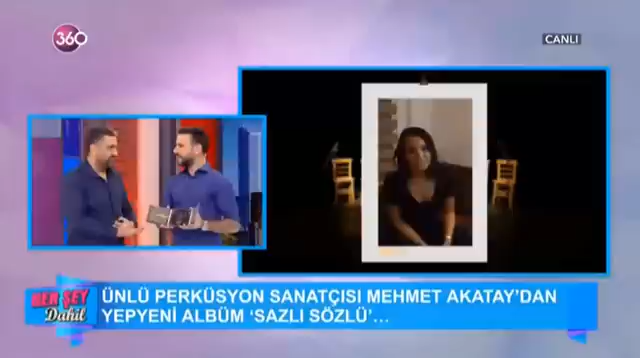 360
CANLI
HER ŞEY
Dahil
ÜNLÜ PERKÜSYON SANATÇISI MEHMET AKATAY'DAN
YEPYENİ ALBÜM 'SAZLI SÖZLÜ'...